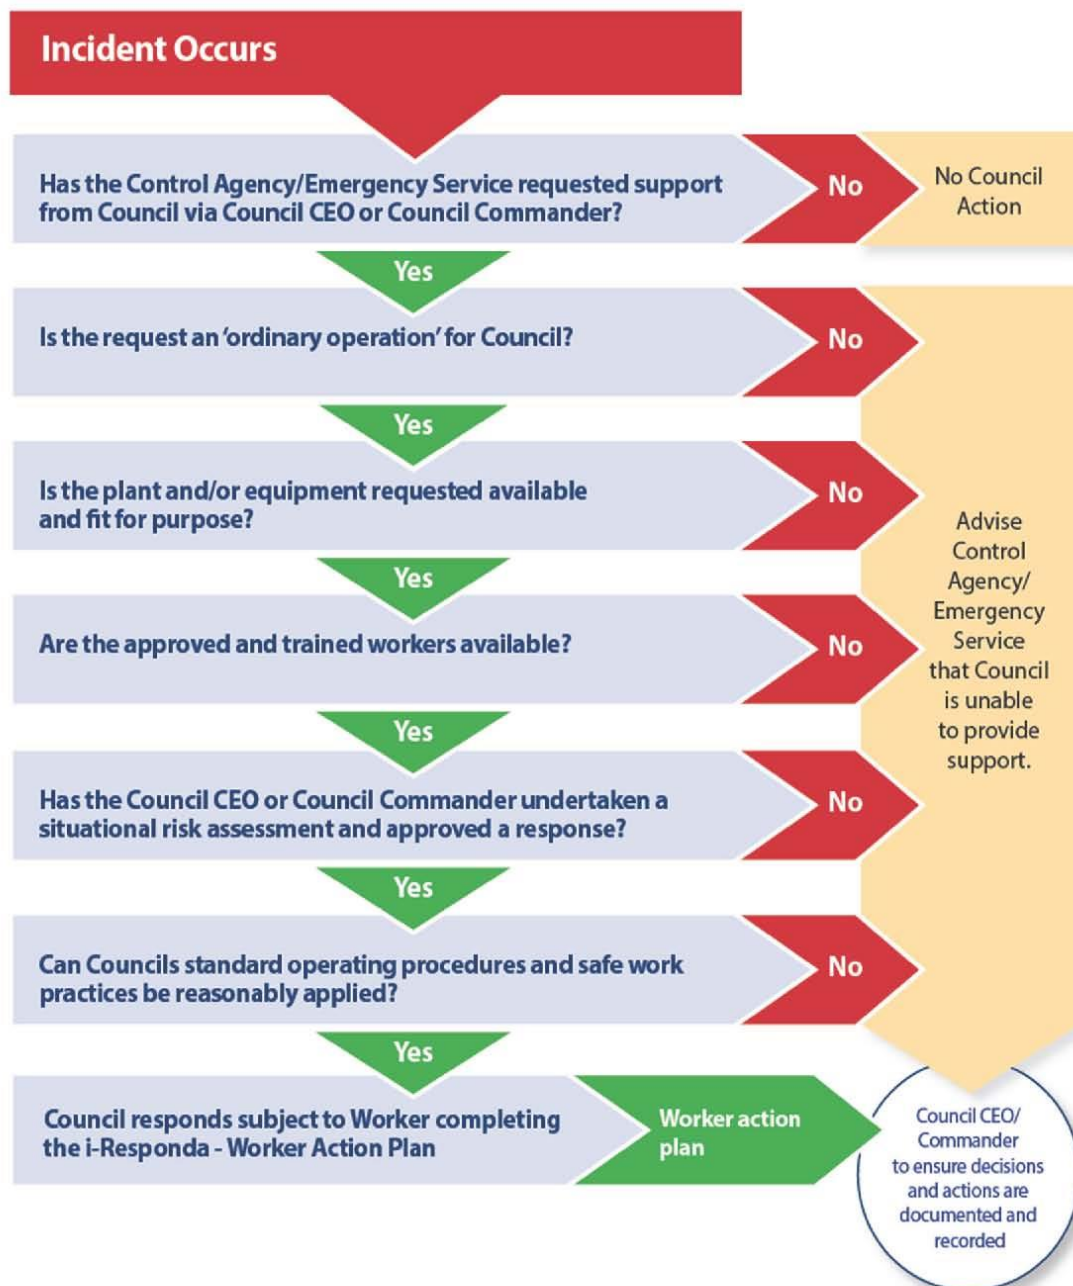 Incident Occurs
Has the Control Agency/Emergency Service requested support
from Council via Council CEO or Council Commander?
No
No Council
Action
Yes
Is the request an ‘ordinary operation’ for Council?
No
Yes
Is the plant and/or equipment requested available
and fit for purpose?
No
Yes
Are the approved and trained workers available?
No
Advise
Control
Agency/
Emergency
Service
that Council
is unable
to provide
support.
Yes
Has the Council CEO or Council Commander undertaken a
situational risk assessment and approved a response?
No
Yes
Can Councils standard operating procedures and safe work
practices be reasonably applied?
No
Yes
Council responds subject to Worker completing
the i-Responda - Worker Action Plan
Worker action
plan
Council CEO/
Commander
to ensure decisions
and actions are
documented and
recorded